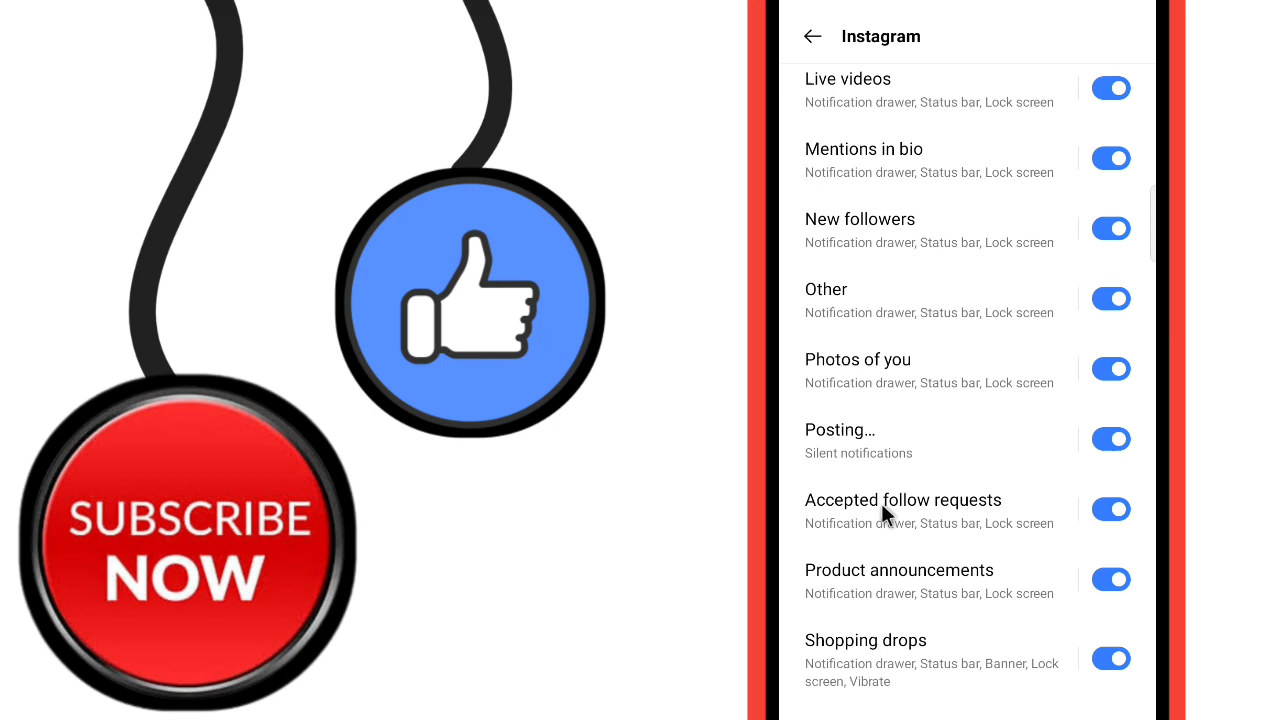 SUBSCRIBE
NOW
Instagram
Live videos
Notification drawer, Status bar, Lock screen
Mentions in bio
Notification drawer, Status bar, Lock screen
New followers
Notification drawer, Status bar, Lock screen
Other
Notification drawer, Status bar, Lock screen
Photos of you
Notification drawer, Status bar, Lock screen
Posting…
Silent notifications
Accepted follow requests
Notification drawer, Status bar, Lock screen
Product announcements
Notification drawer, Status bar, Lock screen
Shopping drops
Notification drawer, Status bar, Banner, Lock
screen, Vibrate